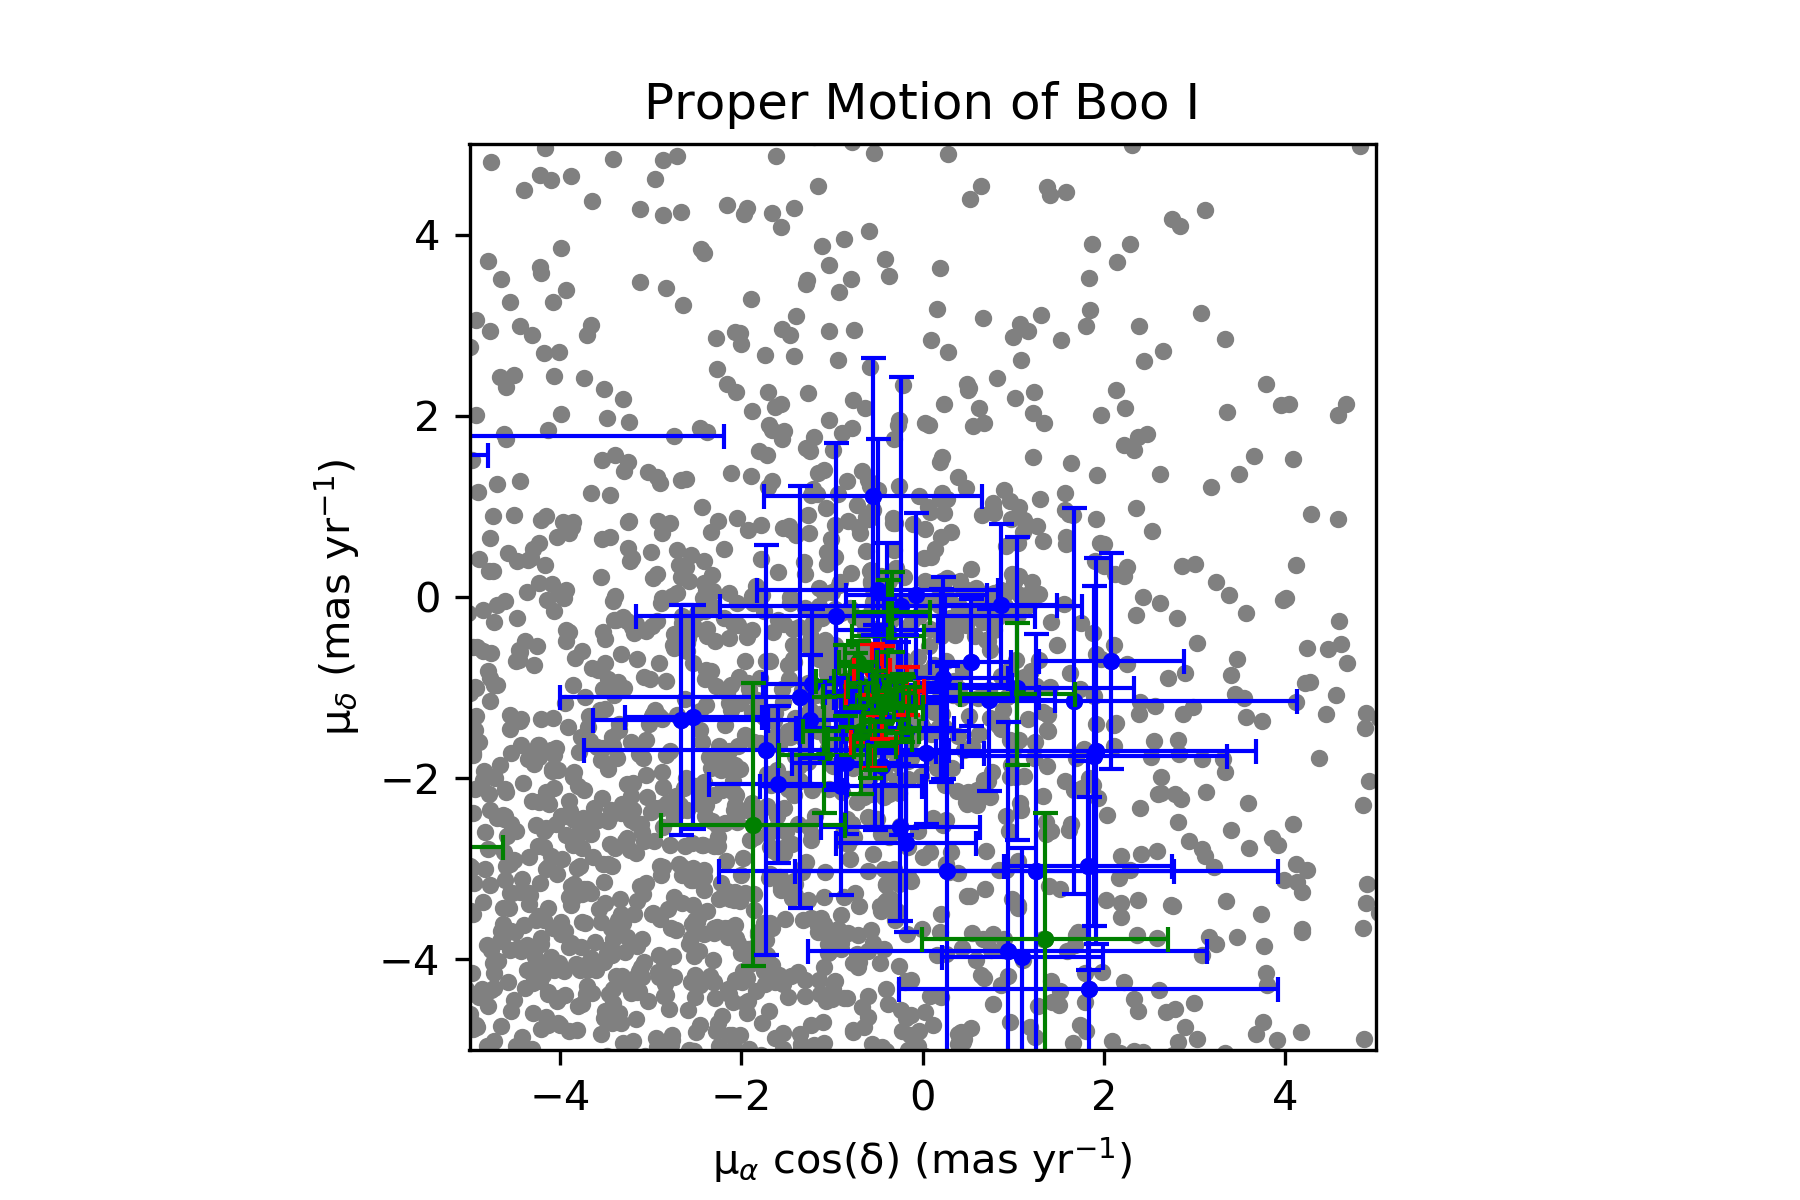 Proper Motion of Boo I
4
2
0
−2
−4
μδ (mas yr−1)
−4 −2 0 2 4
μα cos(δ) (mas yr−1)